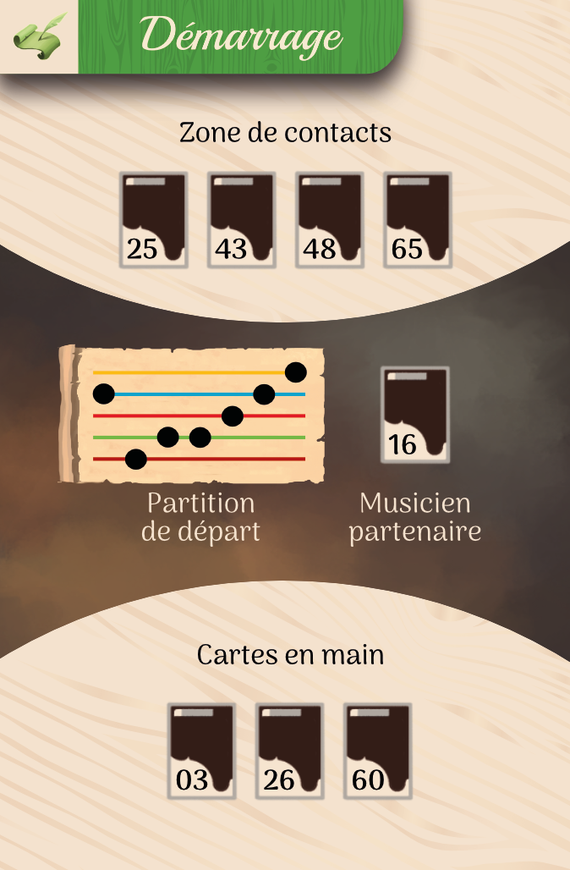 Démarrage
Zone de contacts
25 43 48 65
16
Partition
de départ
Musicien
partenaire
Cartes en main
03 26 60